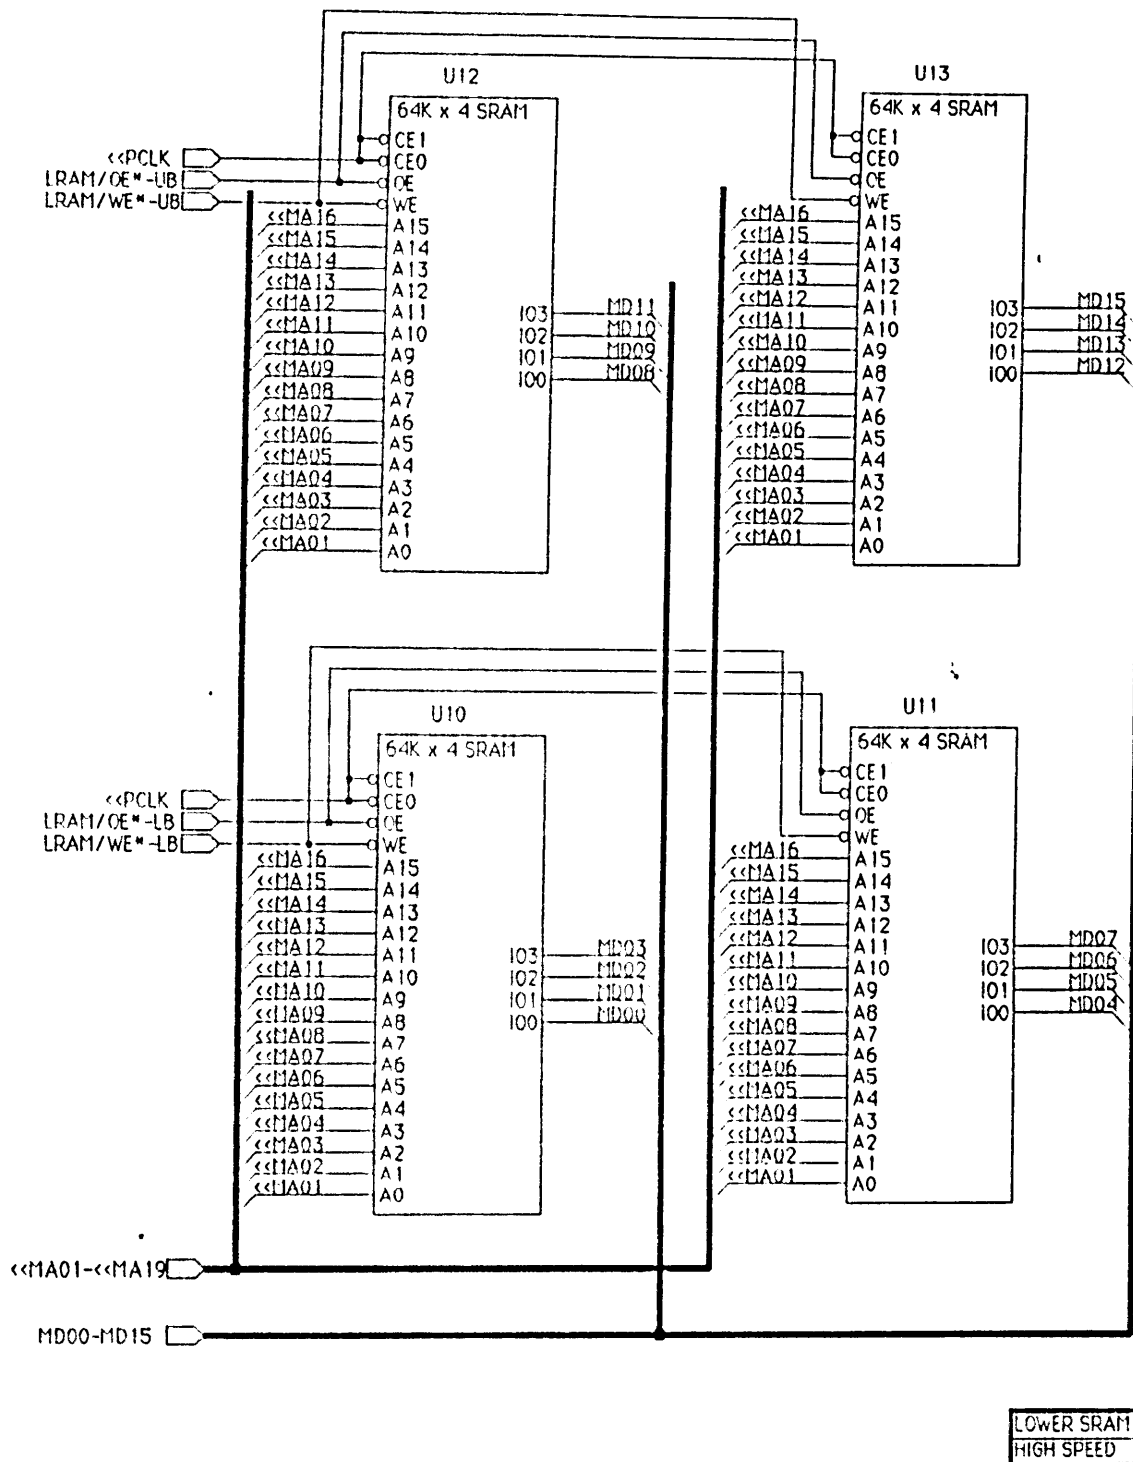 U12
64K x 4 SRAM
CE1
<<PCLK CE0
LRAM/OE*-UB OE
LRAM/WE*-UB WE
<<MA16 A15
<<MA15 A14
<<MA14 A13
<<MA13 A12
<<MA12 A11
<<MA11 A10
<<MA10 A9
<<MA09 A8
<<MA08 A7
<<MA07 A6
<<MA06 A5
<<MA05 A4
<<MA04 A3
<<MA03 A2
<<MA02 A1
<<MA01 A0
IO3 MD11
IO2 MD10
IO1 MD09
IO0 MD08
U13
64K x 4 SRAM
CE1
CE0
OE
WE
<<MA16 A15
<<MA15 A14
<<MA14 A13
<<MA13 A12
<<MA12 A11
<<MA11 A10
<<MA10 A9
<<MA09 A8
<<MA08 A7
<<MA07 A6
<<MA06 A5
<<MA05 A4
<<MA04 A3
<<MA03 A2
<<MA02 A1
<<MA01 A0
IO3 MD15
IO2 MD14
IO1 MD13
IO0 MD12
U10
64K x 4 SRAM
CE1
<<PCLK CE0
LRAM/OE*-LB OE
LRAM/WE*-LB WE
<<MA16 A15
<<MA15 A14
<<MA14 A13
<<MA13 A12
<<MA12 A11
<<MA11 A10
<<MA10 A9
<<MA09 A8
<<MA08 A7
<<MA07 A6
<<MA06 A5
<<MA05 A4
<<MA04 A3
<<MA03 A2
<<MA02 A1
<<MA01 A0
IO3 MD03
IO2 MD02
IO1 MD01
IO0 MD00
U11
64K x 4 SRAM
CE1
CE0
OE
WE
<<MA16 A15
<<MA15 A14
<<MA14 A13
<<MA13 A12
<<MA12 A11
<<MA11 A10
<<MA10 A9
<<MA09 A8
<<MA08 A7
<<MA07 A6
<<MA06 A5
<<MA05 A4
<<MA04 A3
<<MA03 A2
<<MA02 A1
<<MA01 A0
IO3 MD07
IO2 MD06
IO1 MD05
IO0 MD04
<<MA01-<<MA19
MD00-MD15
LOWER SRAM
HIGH SPEED